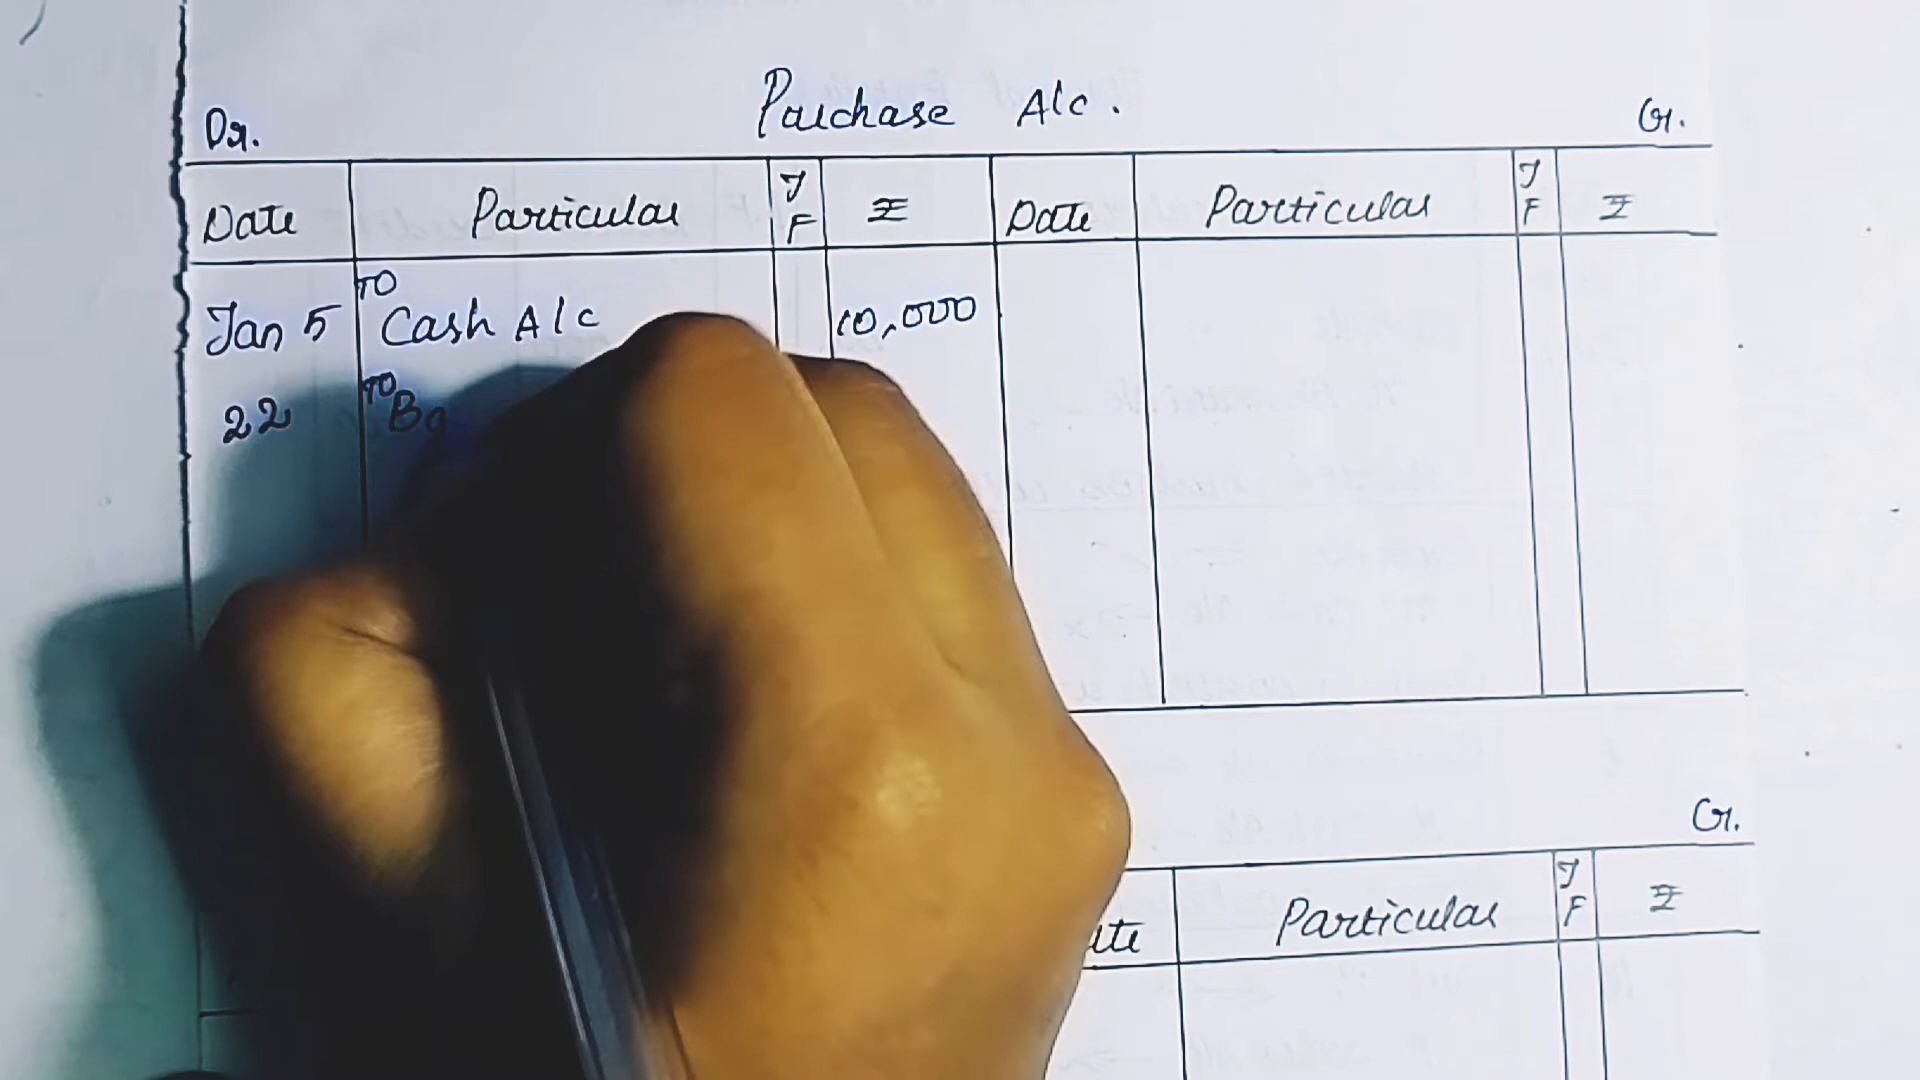 Dr. Purchase A/c. Cr.
Date Particular J F ₹ Date Particular J F ₹
Jan 5 To Cash A/c 10,000
22 To Ba
Cr.
Particular J F ₹